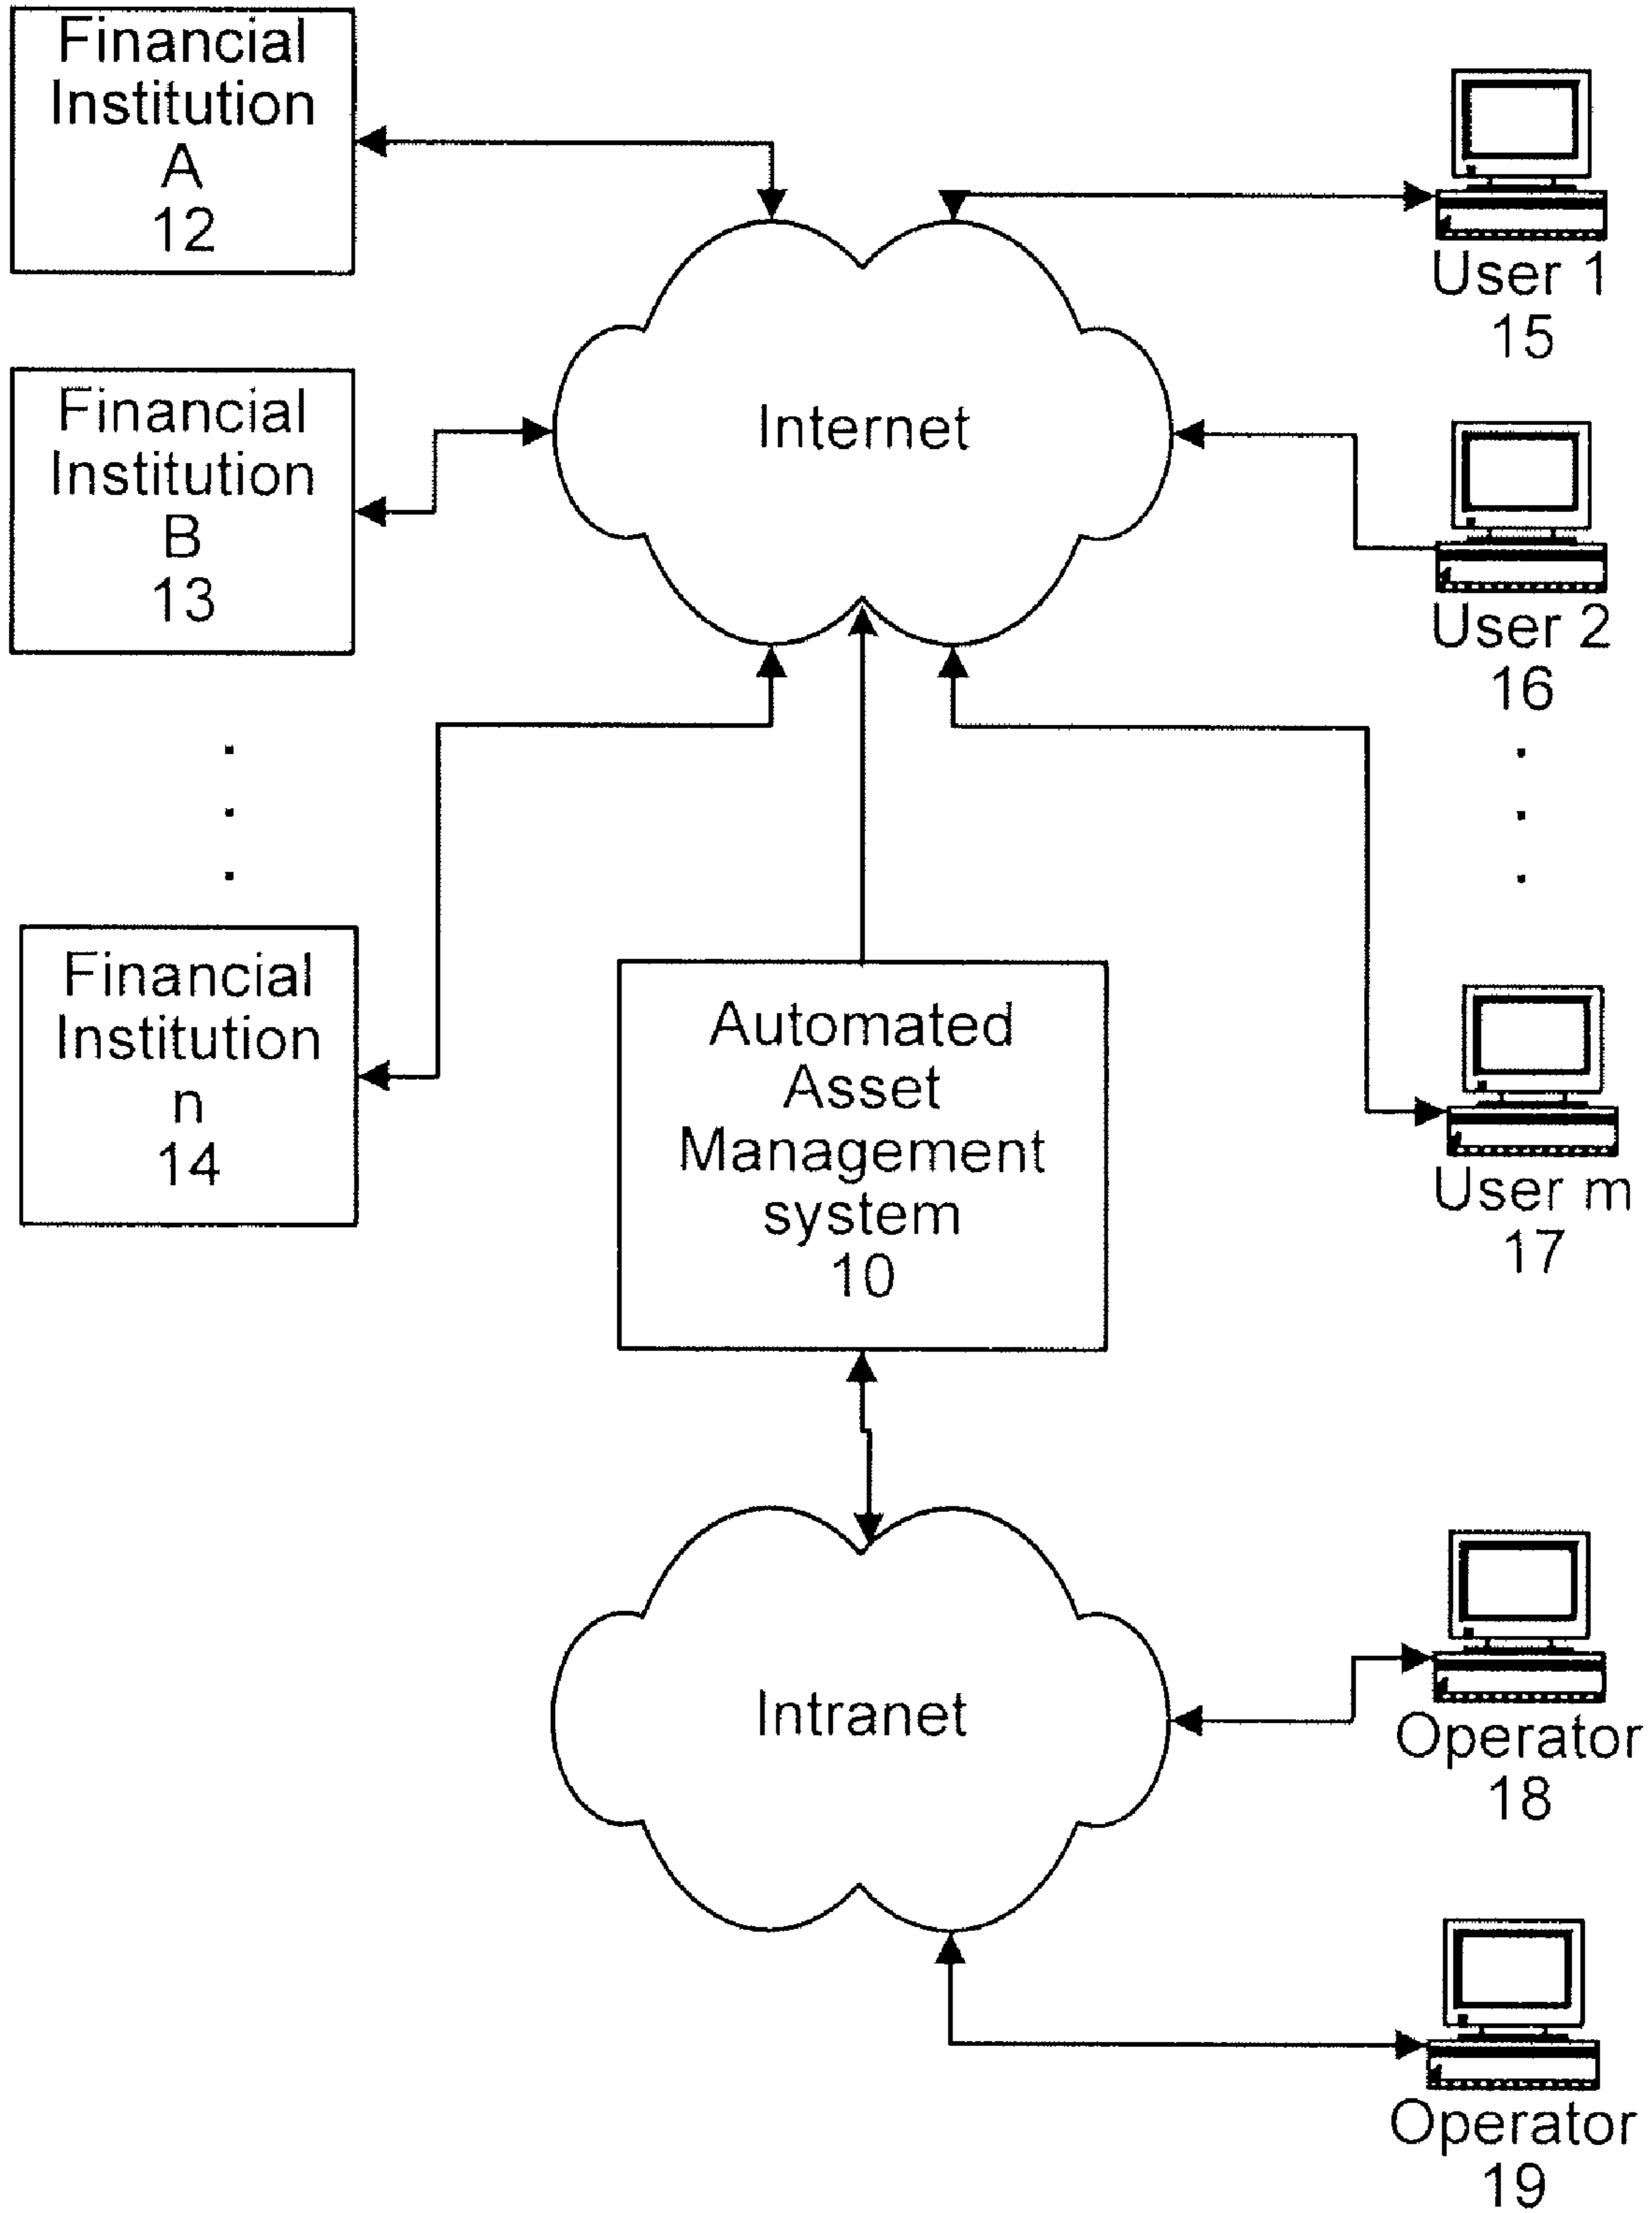 Financial
Institution
A
12
User 1
15
Internet
Financial
Institution
B
13
User 2
16
Financial
Institution
n
14
Automated
Asset
Management
system
10
User m
17
Intranet
Operator
18
Operator
19